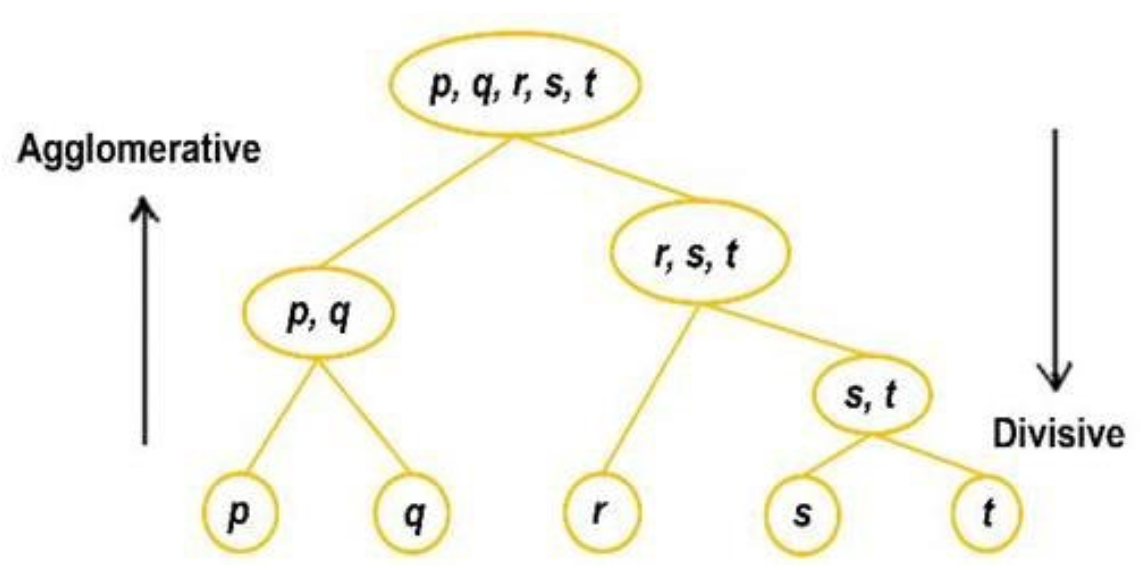 p, q, r, s, t
Agglomerative
r, s, t
p, q
s, t
Divisive
p
q
r
s
t